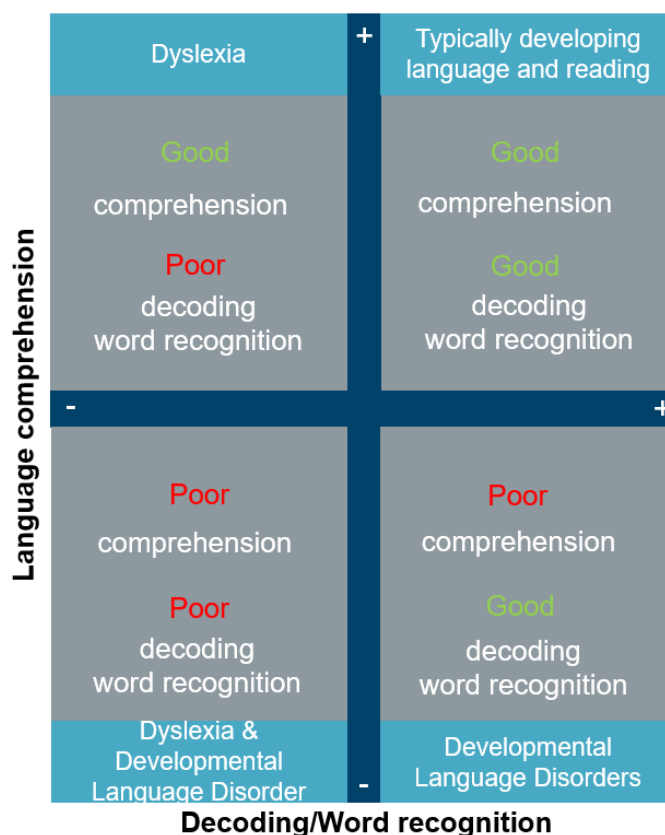 Dyslexia
+
Typically developing
language and reading
Good
comprehension
Poor
decoding
word recognition
Good
comprehension
Good
decoding
word recognition
Language comprehension
-
+
Poor
comprehension
Poor
decoding
word recognition
Poor
comprehension
Good
decoding
word recognition
Dyslexia &
Developmental
Language Disorder
-
Developmental
Language Disorders
Decoding/Word recognition